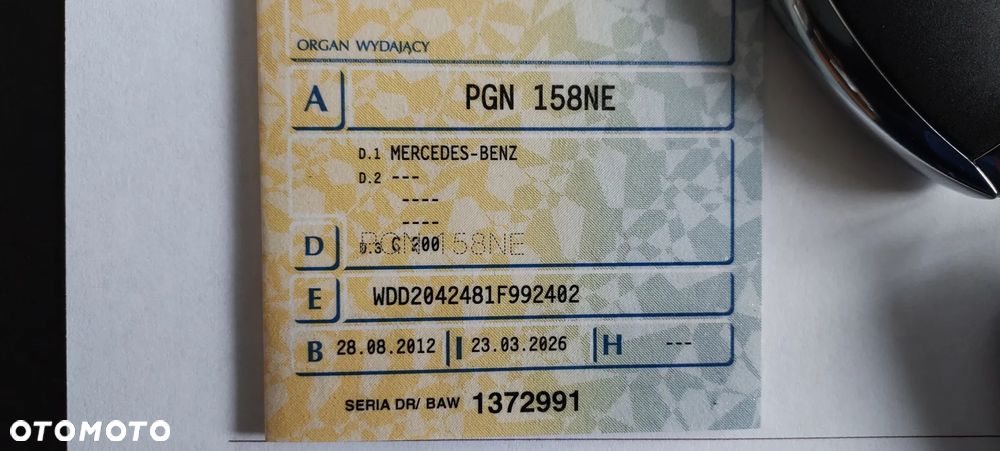 ORGAN WYDAJĄCY
A PGN 158NE
D.1 MERCEDES-BENZ
D.2 ---
----
----
D D.3 C 200
PGN 158NE
E WDD2042481F992402
B 28.08.2012 I 23.03.2026 H ---
SERIA DR/ BAW 1372991
OTOMOTO